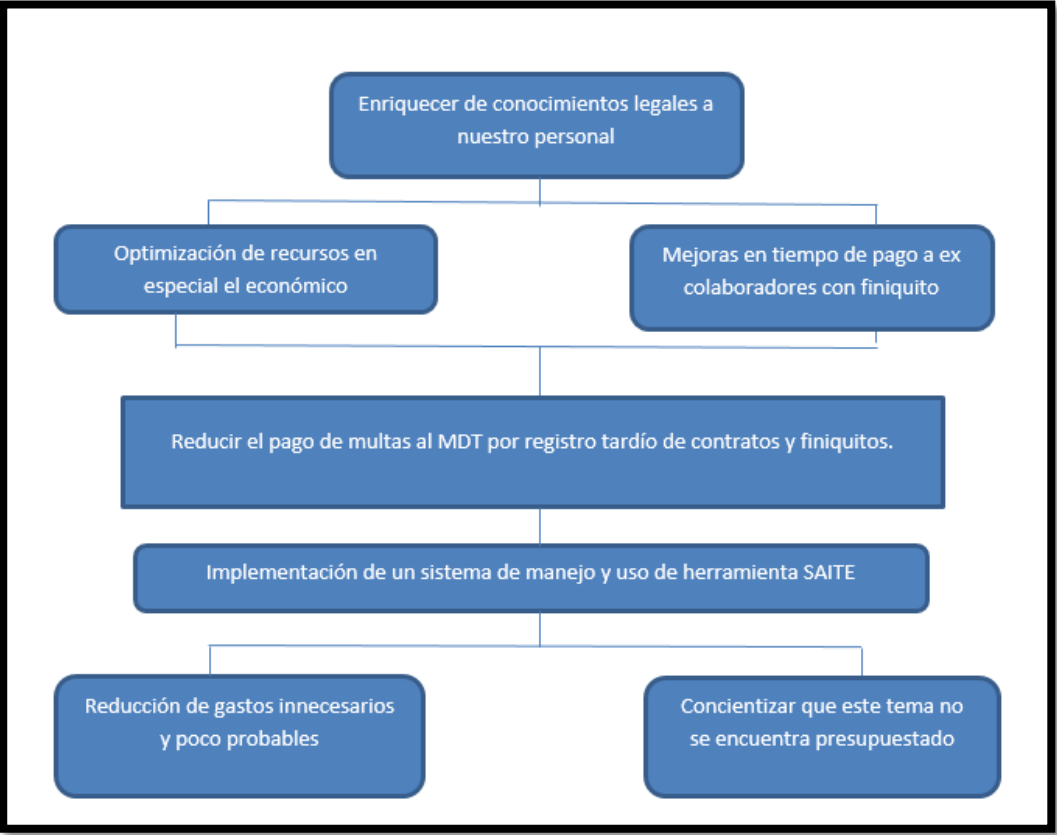 Enriquecer de conocimientos legales a
nuestro personal
Optimización de recursos en
especial el económico
Mejoras en tiempo de pago a ex
colaboradores con finiquito
Reducir el pago de multas al MDT por registro tardío de contratos y finiquitos.
Implementación de un sistema de manejo y uso de herramienta SAITE
Reducción de gastos innecesarios
y poco probables
Concientizar que este tema no
se encuentra presupuestado